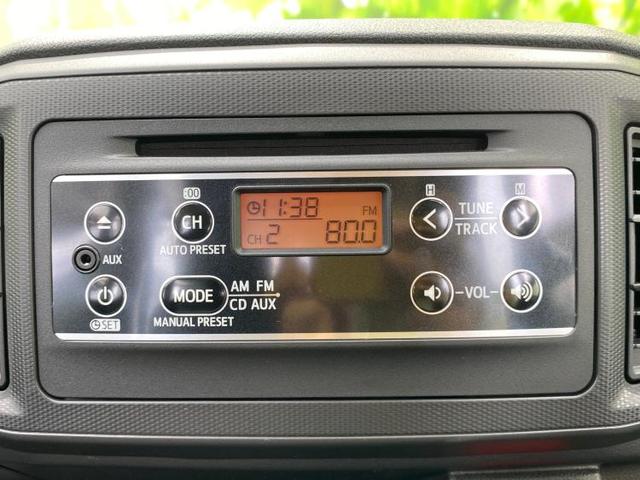 :00
CH
AUTO PRESET
11:38
FM
CH 2
80.0
H
M
TUNE
TRACK
AUX
MODE
AM FM
CD AUX
MANUAL PRESET
SET
VOL